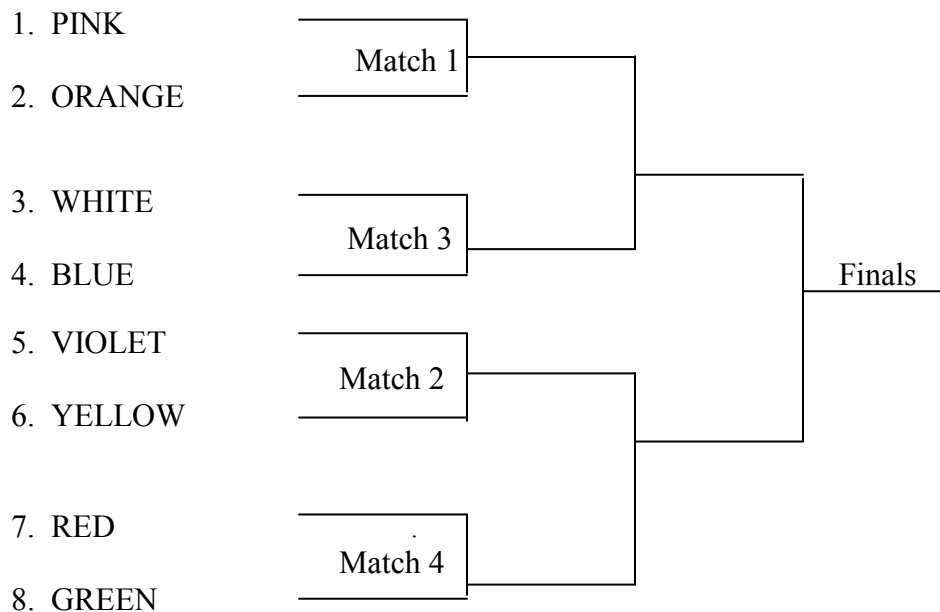 1. PINK
Match 1
2. ORANGE
3. WHITE
Match 3
4. BLUE
Finals
5. VIOLET
Match 2
6. YELLOW
7. RED
Match 4
8. GREEN